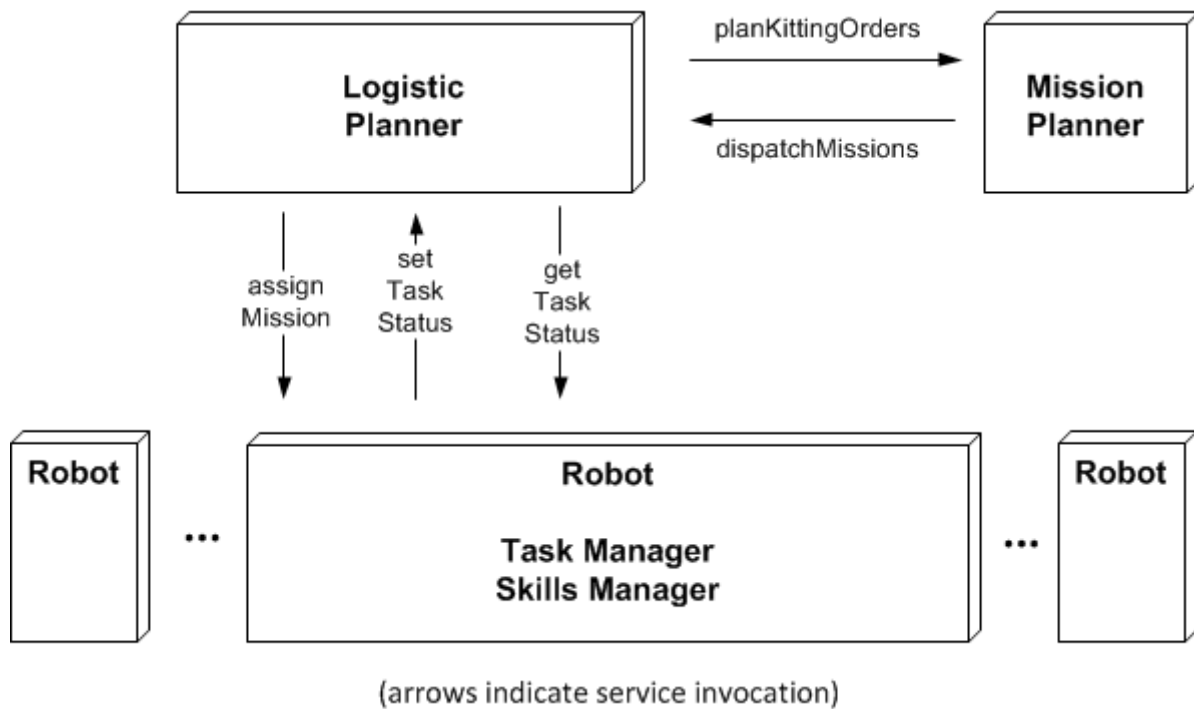 Logistic
Planner
planKittingOrders
dispatchMissions
Mission
Planner
assign
Mission
set
Task
Status
get
Task
Status
Robot
...
Robot
Task Manager
Skills Manager
...
Robot
(arrows indicate service invocation)